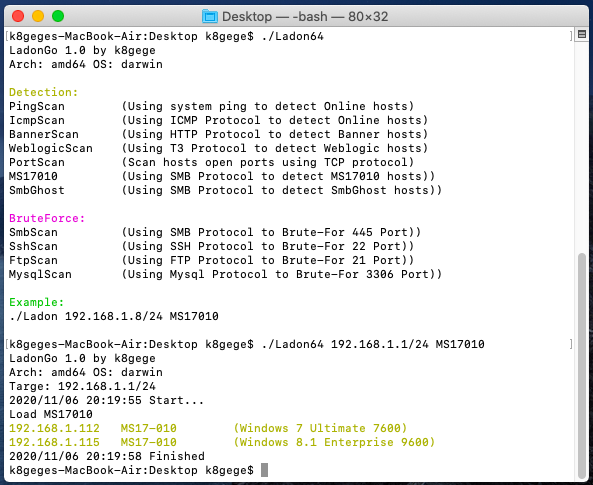 Desktop — -bash — 80×32
[k8geges-MacBook-Air:Desktop k8gege$ ./Ladon64 ]
LadonGo 1.0 by k8gege
Arch: amd64 OS: darwin
Detection:
PingScan (Using system ping to detect Online hosts)
IcmpScan (Using ICMP Protocol to detect Online hosts)
BannerScan (Using HTTP Protocol to detect Banner hosts)
WeblogicScan (Using T3 Protocol to detect Weblogic hosts)
PortScan (Scan hosts open ports using TCP protocol)
MS17010 (Using SMB Protocol to detect MS17010 hosts))
SmbGhost (Using SMB Protocol to detect SmbGhost hosts))
BruteForce:
SmbScan (Using SMB Protocol to Brute-For 445 Port))
SshScan (Using SSH Protocol to Brute-For 22 Port))
FtpScan (Using FTP Protocol to Brute-For 21 Port))
MysqlScan (Using Mysql Protocol to Brute-For 3306 Port))
Example:
./Ladon 192.168.1.8/24 MS17010
[k8geges-MacBook-Air:Desktop k8gege$ ./Ladon64 192.168.1.1/24 MS17010 ]
LadonGo 1.0 by k8gege
Arch: amd64 OS: darwin
Targe: 192.168.1.1/24
2020/11/06 20:19:55 Start...
Load MS17010
192.168.1.112 MS17-010 (Windows 7 Ultimate 7600)
192.168.1.115 MS17-010 (Windows 8.1 Enterprise 9600)
2020/11/06 20:19:58 Finished
k8geges-MacBook-Air:Desktop k8gege$